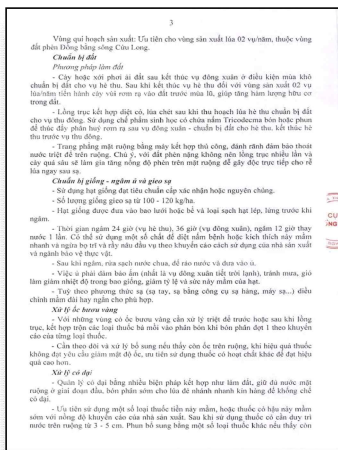 3
Vùng qui hoạch sản xuất: Ưu tiên cho vùng sản xuất lúa 02 vụ/năm, thuộc vùng
đất phèn Đồng bằng sông Cửu Long.
Chuẩn bị đất
Phương pháp làm đất
- Cày hoặc xới phơi ải đất sau kết thúc vụ đông xuân ở điều kiện mùa khô
chuẩn bị đất cho vụ hè thu. Sau khi kết thúc vụ hè thu đối với vùng sản xuất 02 vụ
lúa/năm tiến hành cày vùi rơm rạ vào đất trước mùa lũ, giúp tăng hàm lượng hữu cơ
trong đất.
- Lồng trục kết hợp diệt cỏ, lúa chét sau khi thu hoạch lúa hè thu chuẩn bị đất
cho vụ đông. Sử dụng chế phẩm sinh học có chứa nấm Tricoderma bón hoặc phun
để thúc đẩy phân huỷ rơm rạ sau vụ đông xuân - chuẩn bị đất cho hè thu, kết thúc hè
thu trước vụ thu đông.
- Trang phẳng mặt ruộng bằng máy kết hợp thủ công, đánh rãnh đảm bảo thoát
nước triệt để trên ruộng. Chú ý, với đất phèn nặng không nên lồng trục nhiều lần và
cày quá sâu sẽ làm gia tăng nồng độ phèn trên mặt ruộng dễ gây độc trực tiếp cho rễ
lúa ngay sau sạ.
Chuẩn bị giống - ngâm ủ và gieo sạ
- Sử dụng hạt giống đạt tiêu chuẩn cấp xác nhận hoặc nguyên chủng.
- Số lượng giống gieo sạ từ 100 - 120 kg/ha.
- Hạt giống được đưa vào bao lưới hoặc bể và loại sạch hạt lép, lửng trước khi
ngâm.
- Thời gian ngâm 24 giờ (vụ hè thu), 36 giờ (vụ đông xuân), ngâm 12 giờ thay
nước 1 lần. Có thể sử dụng một số chất để diệt nấm bệnh hoặc kích thích nảy mầm
nhanh và ngừa bọ trĩ và rầy nâu đầu vụ theo khuyến cáo cách sử dụng của nhà sản xuất
và ngành bảo vệ thực vật.
- Sau khi ngâm, rửa sạch nước chua, để ráo nước và đưa vào ủ.
- Việc ủ phải đảm bảo ấm (nhất là vụ đông xuân tiết trời lạnh), tránh mưa, gió
làm giảm nhiệt độ trong bao giống, giảm tỷ lệ và sức nảy mầm của hạt.
- Tuỳ theo phương thức sạ (sạ tay, sạ bằng công cụ sạ hàng, máy sạ...) điều
chỉnh mầm dài hay ngắn cho phù hợp.
Xử lý ốc bươu vàng
- Với những vùng có ốc bươu vàng cần xử lý triệt để trước hoặc sau khi lồng
trục, kết hợp trộn các loại thuốc bả mồi vào phân bón khi bón phân đợt 1 theo khuyến
cáo của từng loại thuốc.
- Cần theo dõi và xử lý bổ sung nếu thấy còn ốc trên ruộng, khi hiệu quả thuốc
không đạt yêu cầu giảm mật độ ốc, ưu tiên sử dụng thuốc có hoạt chất khác để đạt hiệu
quả cao hơn.
Xử lý cỏ dại
- Quản lý cỏ dại bằng nhiều biện pháp kết hợp như làm đất, giữ đủ nước mặt
ruộng ở giai đoạn đầu, bón phân sớm cho lúa đẻ nhánh nhanh kín hàng để khống chế
cỏ dại.
- Ưu tiên sử dụng một số loại thuốc tiền nảy mầm, hoặc thuốc có hậu nảy mầm
sớm với nồng độ khuyến cáo của nhà sản xuất. Sau khi sử dụng thuốc cỏ cần duy trì
nước trên ruộng từ 3 - 5 cm. Phun bổ sung bằng một số loại thuốc khác nếu thấy còn